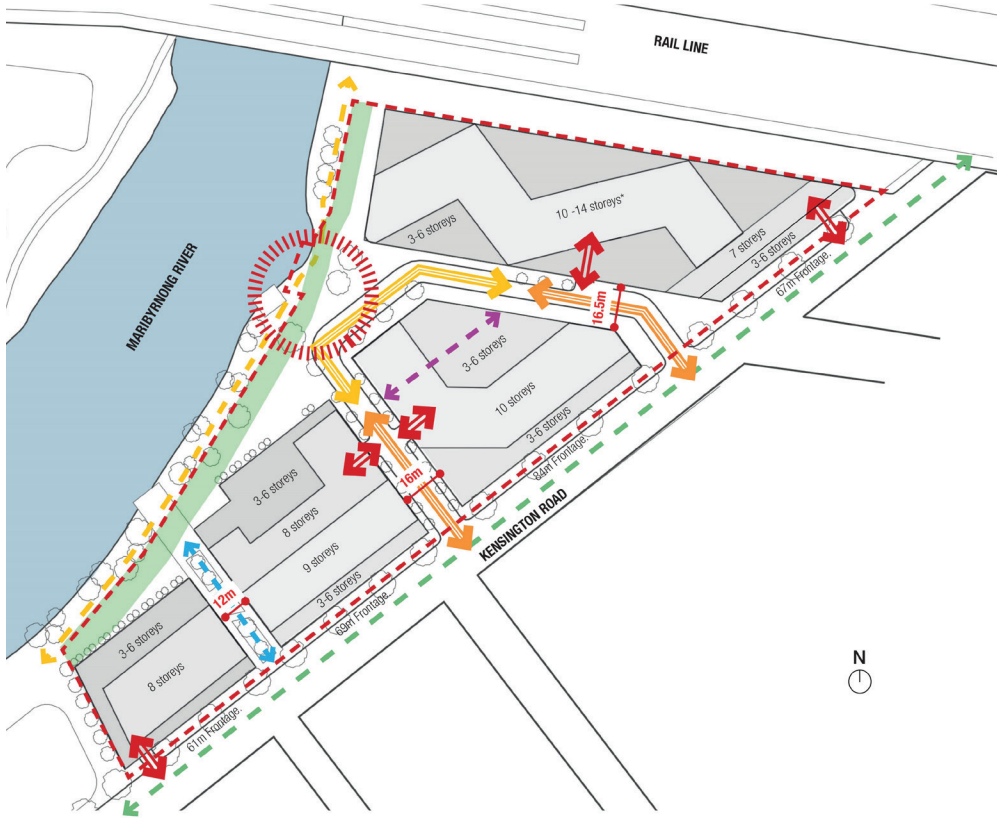 RAIL LINE
10 -14 storeys*
3-6 storeys
7 storeys
3-6 storeys
67m Frontage.
MARIBYRNONG RIVER
16.5m
3-6 storeys
10 storeys
3-6 storeys
84m Frontage.
KENSINGTON ROAD
16m
3-6 storeys
8 storeys
9 storeys
3-6 storeys
69m Frontage.
12m
3-6 storeys
8 storeys
61m Frontage.
N